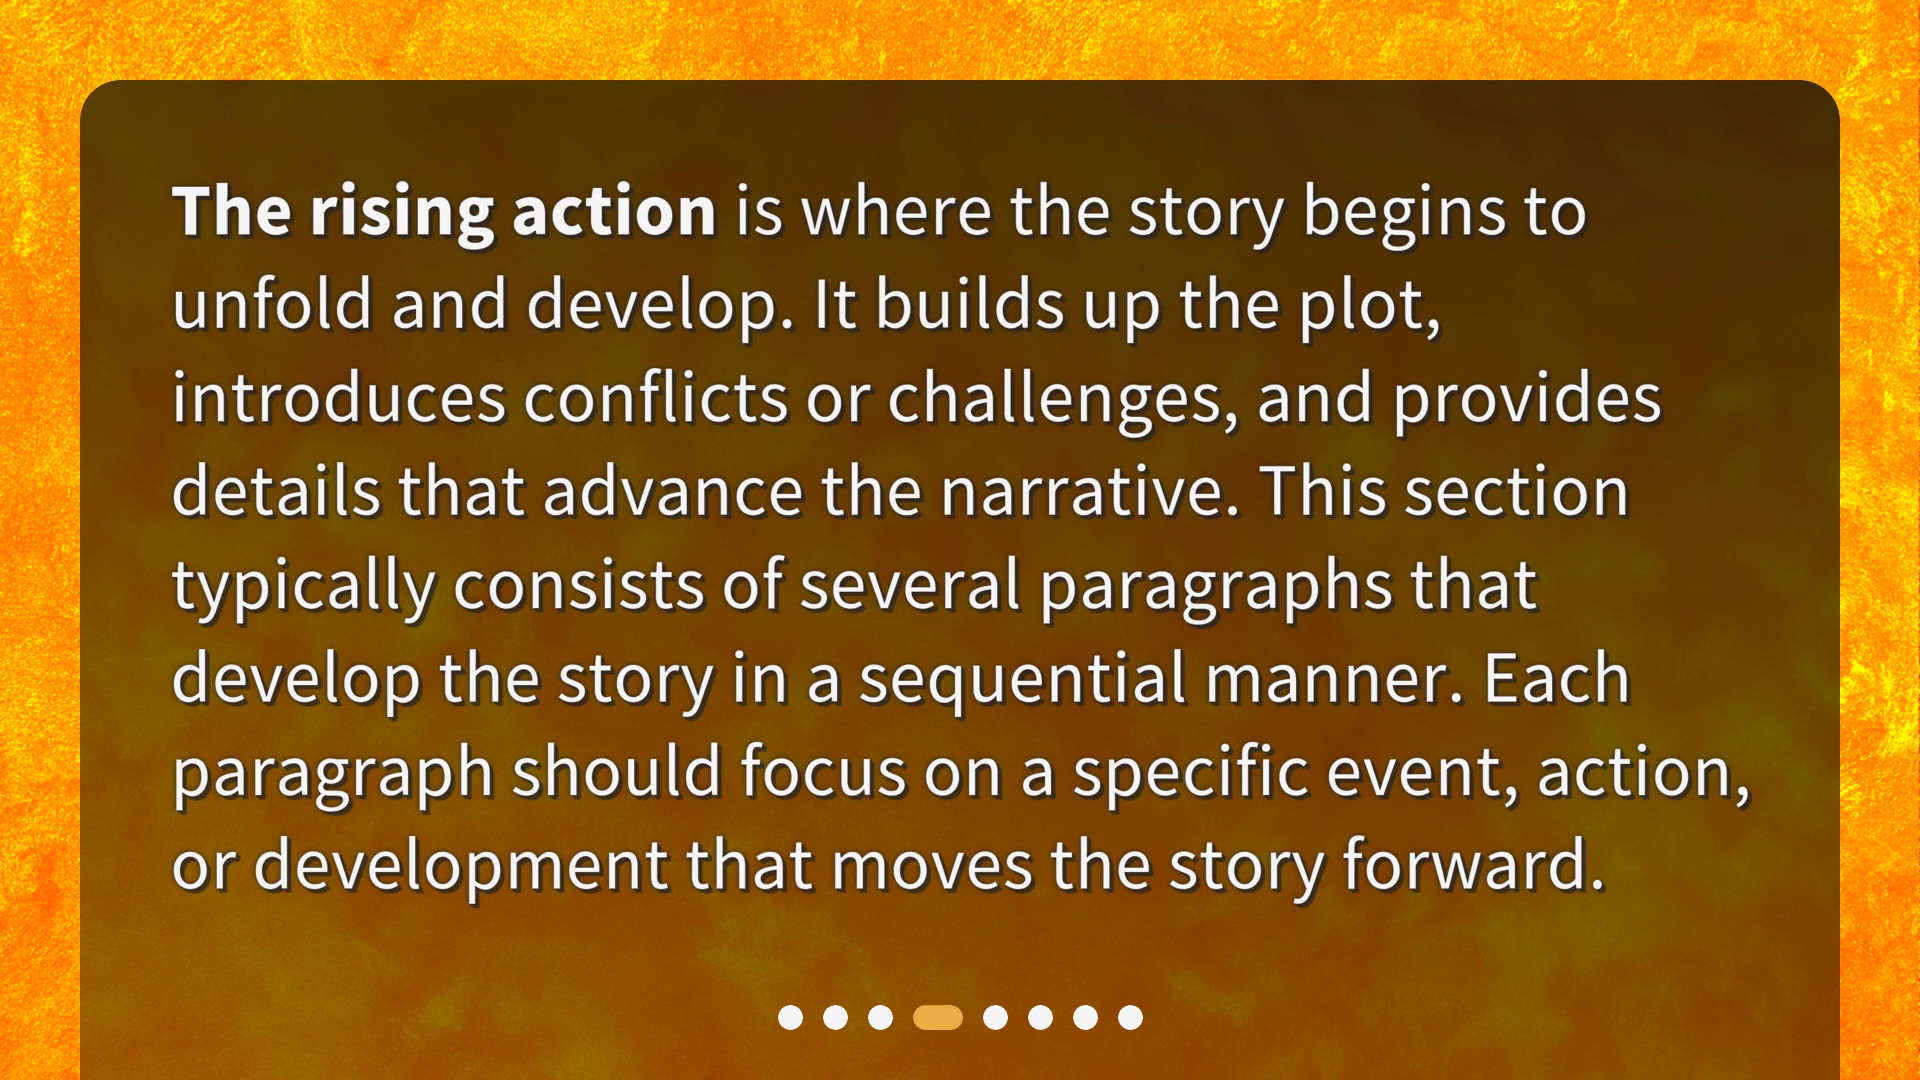 The rising action is where the story begins to
unfold and develop. It builds up the plot,
introduces conflicts or challenges, and provides
details that advance the narrative. This section
typically consists of several paragraphs that
develop the story in a sequential manner. Each
paragraph should focus on a specific event, action,
or development that moves the story forward.